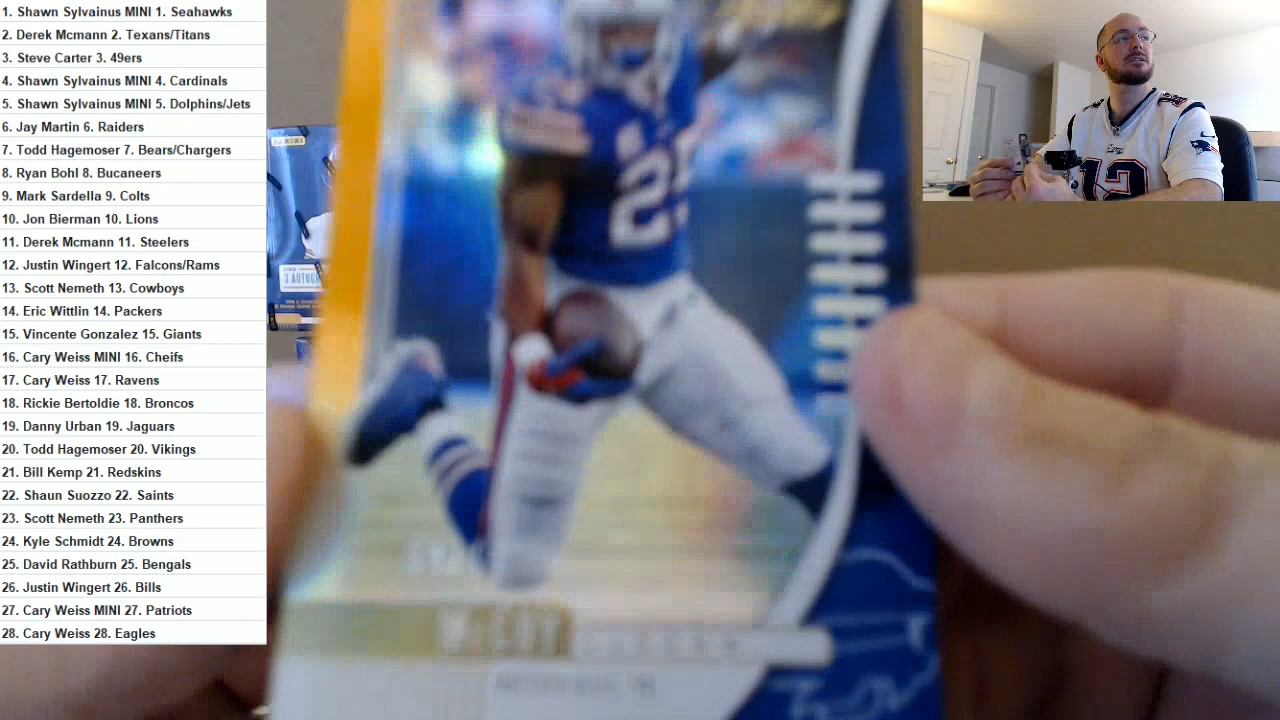 1. Shawn Sylvainus MINI 1. Seahawks
2. Derek Mcmann 2. Texans/Titans
3. Steve Carter 3. 49ers
4. Shawn Sylvainus MINI 4. Cardinals
5. Shawn Sylvainus MINI 5. Dolphins/Jets
6. Jay Martin 6. Raiders
7. Todd Hagemoser 7. Bears/Chargers
8. Ryan Bohl 8. Bucaneers
9. Mark Sardella 9. Colts
10. Jon Bierman 10. Lions
11. Derek Mcmann 11. Steelers
12. Justin Wingert 12. Falcons/Rams
13. Scott Nemeth 13. Cowboys
14. Eric Wittlin 14. Packers
15. Vincente Gonzalez 15. Giants
16. Cary Weiss MINI 16. Cheifs
17. Cary Weiss 17. Ravens
18. Rickie Bertoldie 18. Broncos
19. Danny Urban 19. Jaguars
20. Todd Hagemoser 20. Vikings
21. Bill Kemp 21. Redskins
22. Shaun Suozzo 22. Saints
23. Scott Nemeth 23. Panthers
24. Kyle Schmidt 24. Browns
25. David Rathburn 25. Bengals
26. Justin Wingert 26. Bills
27. Cary Weiss MINI 27. Patriots
28. Cary Weiss 28. Eagles
PANINI
3 AUTOG
12
McCOY